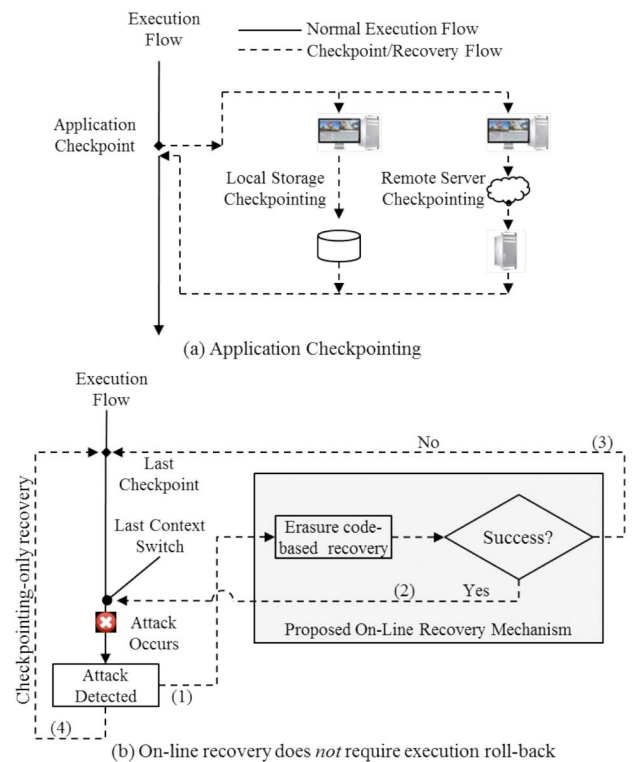 Execution
Flow
Normal Execution Flow
Checkpoint/Recovery Flow
Application
Checkpoint
Local Storage
Checkpointing
Remote Server
Checkpointing
(a) Application Checkpointing
Execution
Flow
No
(3)
Last
Checkpoint
Checkpointing-only recovery
Last Context
Switch
Erasure code-
based recovery
Success?
(2)
Yes
Attack
Occurs
Proposed On-Line Recovery Mechanism
Attack
Detected
(1)
(4)
(b) On-line recovery does not require execution roll-back